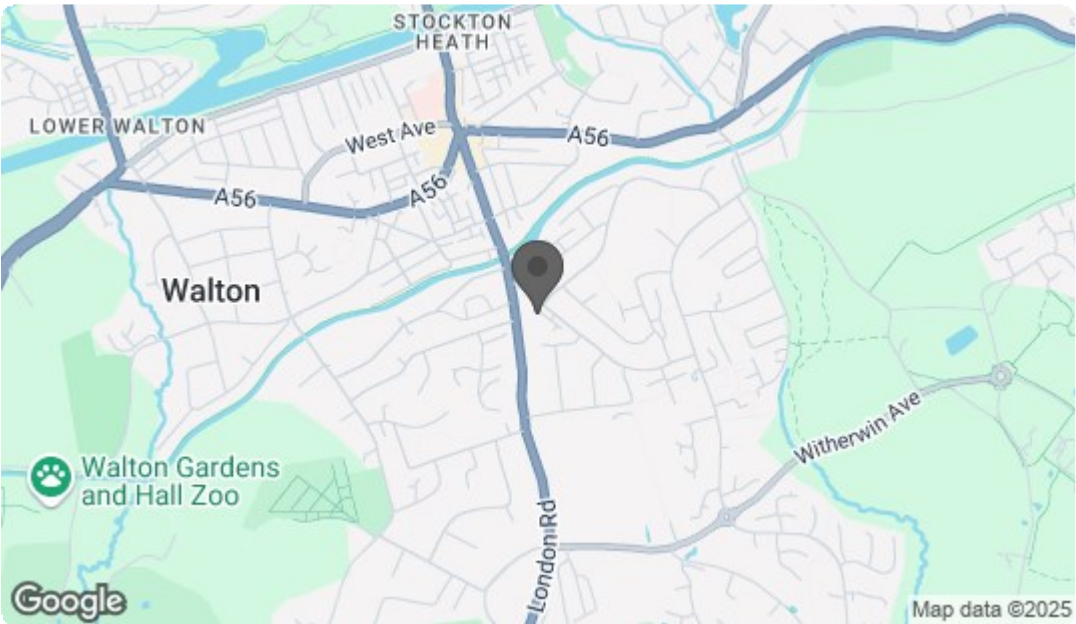 STOCKTON
HEATH
LOWER WALTON
West Ave
A56
A56
A56
Walton
Witherwin Ave
Walton Gardens
and Hall Zoo
London Rd
Google
Map data ©2025